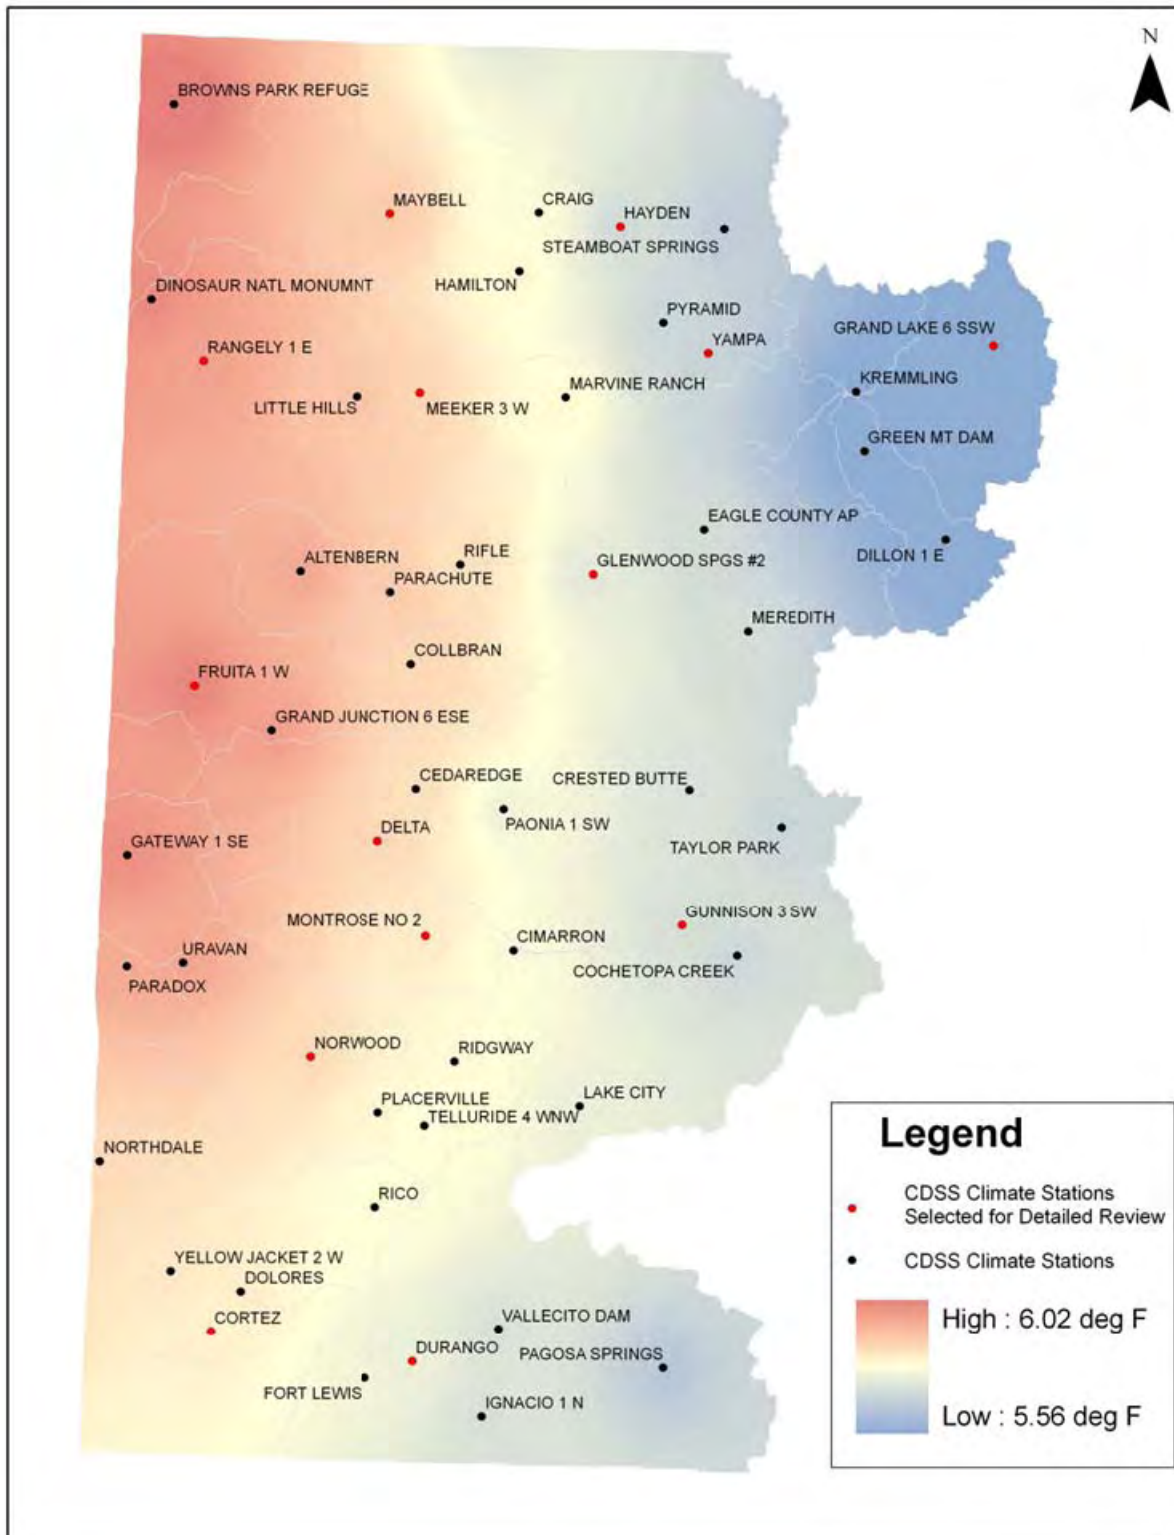 N
BROWNS PARK REFUGE
MAYBELL
CRAIG
HAYDEN
STEAMBOAT SPRINGS
HAMILTON
DINOSAUR NATL MONUMNT
PYRAMID
GRAND LAKE 6 SSW
RANGELY 1 E
YAMPA
KREMMLING
MARVINE RANCH
LITTLE HILLS
MEEKER 3 W
GREEN MT DAM
EAGLE COUNTY AP
ALTENBERN
RIFLE
GLENWOOD SPGS #2
DILLON 1 E
PARACHUTE
MEREDITH
COLLBRAN
FRUITA 1 W
GRAND JUNCTION 6 ESE
CEDAREDGE
CRESTED BUTTE
DELTA
PAONIA 1 SW
GATEWAY 1 SE
TAYLOR PARK
MONTROSE NO 2
GUNNISON 3 SW
CIMARRON
URAVAN
COCHETOPA CREEK
PARADOX
NORWOOD
RIDGWAY
PLACERVILLE
LAKE CITY
TELLURIDE 4 WNW
NORTHDALE
RICO
YELLOW JACKET 2 W
DOLORES
CORTEZ
VALLECITO DAM
DURANGO
PAGOSA SPRINGS
FORT LEWIS
IGNACIO 1 N
Legend
CDSS Climate Stations
Selected for Detailed Review
CDSS Climate Stations
High : 6.02 deg F
Low : 5.56 deg F